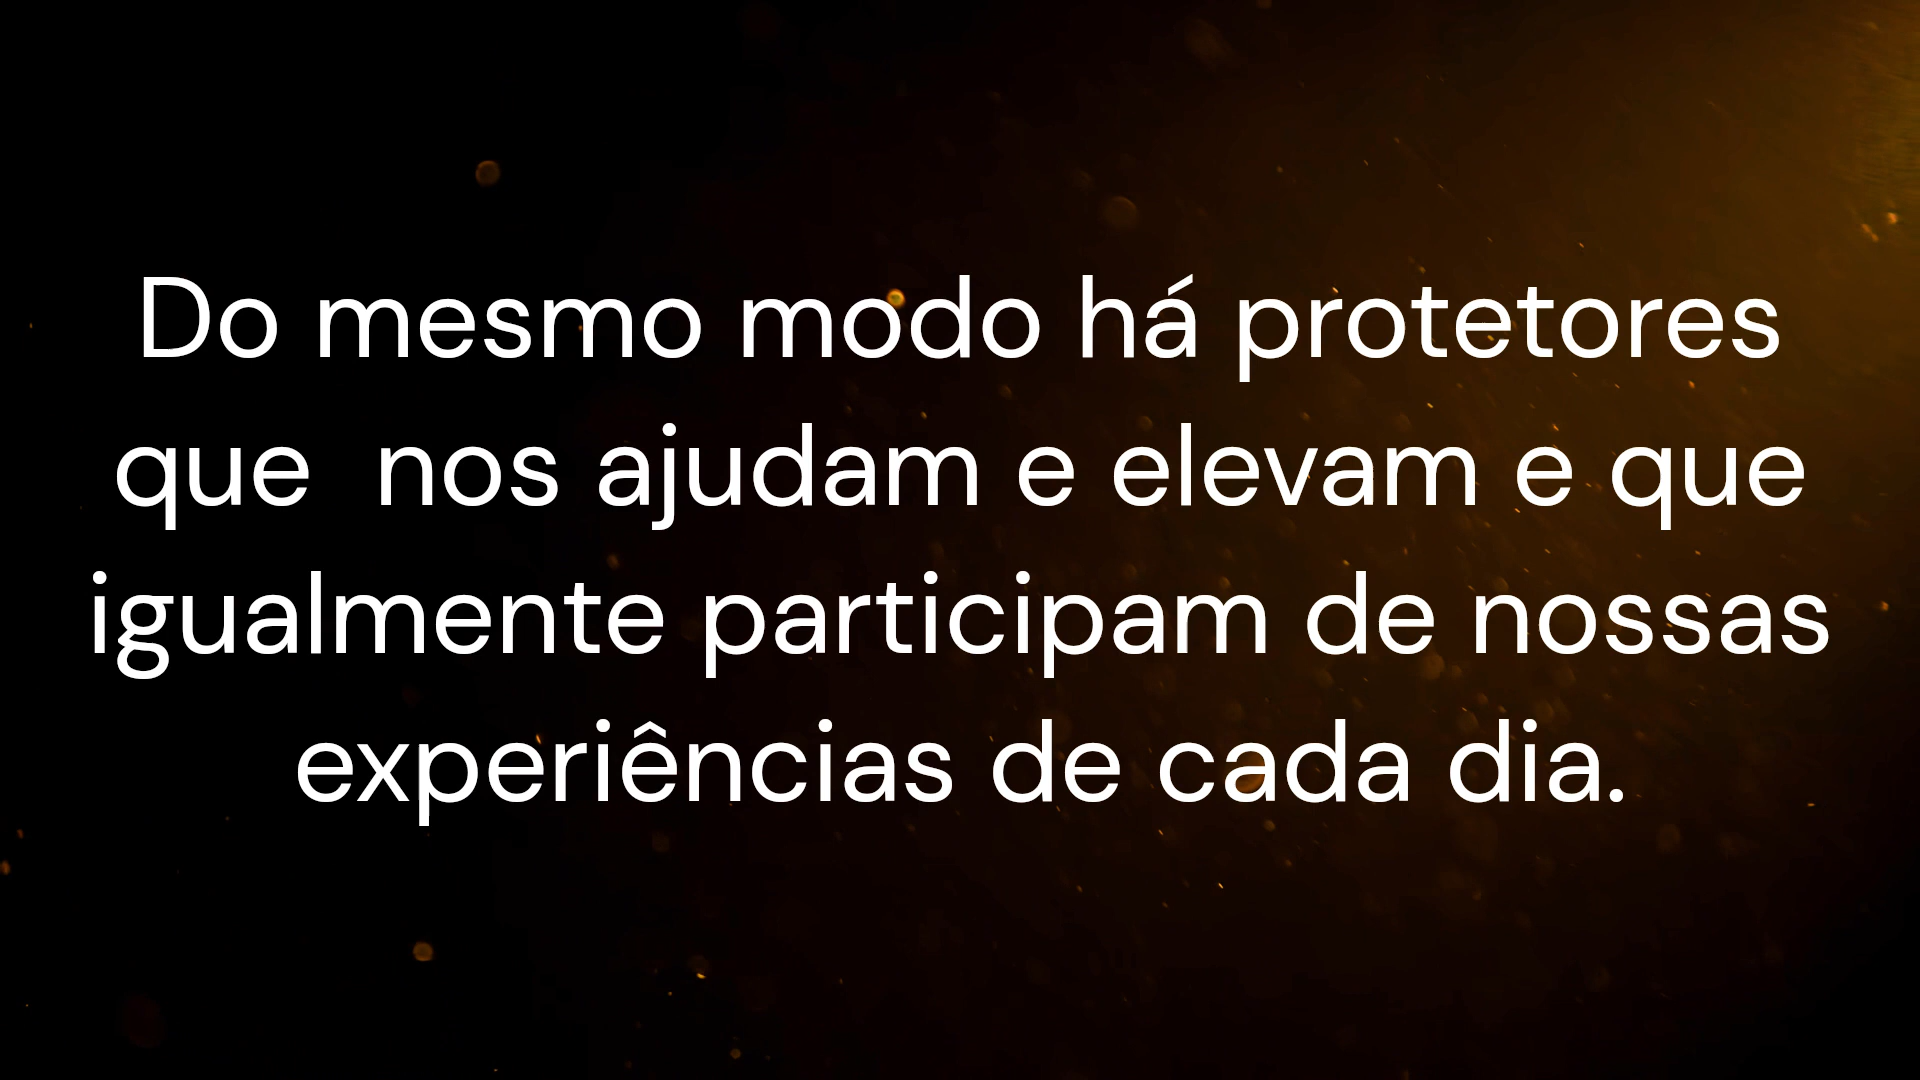 Do mesmo modo há protetores
que  nos ajudam e elevam e que
igualmente participam de nossas
experiências de cada dia.